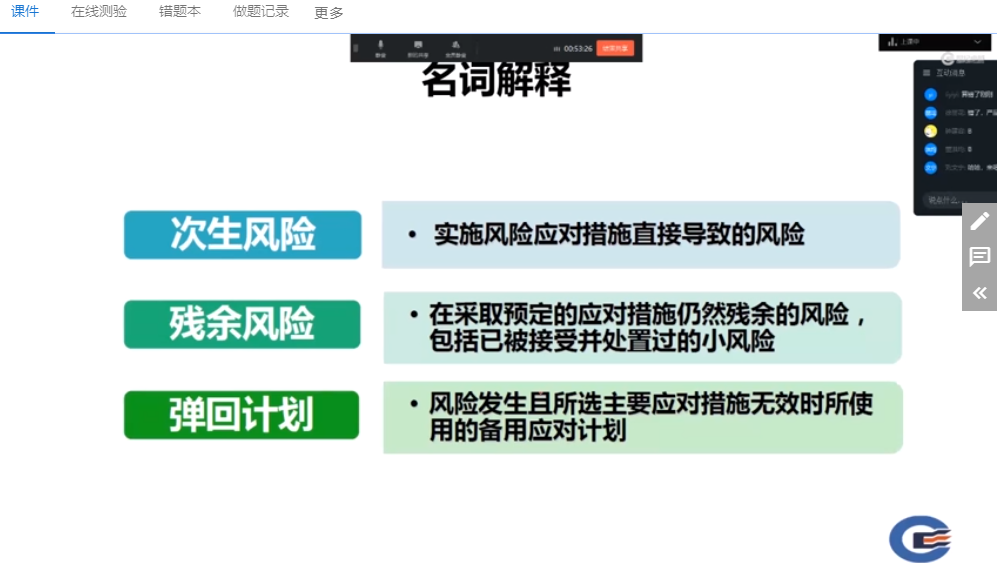 课件 在线测验 错题本 做题记录 更多
00:53:26 结束共享
上课中
名词解释
互动消息
次生风险
• 实施风险应对措施直接导致的风险
残余风险
• 在采取预定的应对措施仍然残余的风险，
包括已被接受并处置过的小风险
弹回计划
• 风险发生且所选主要应对措施无效时所使
用的备用应对计划